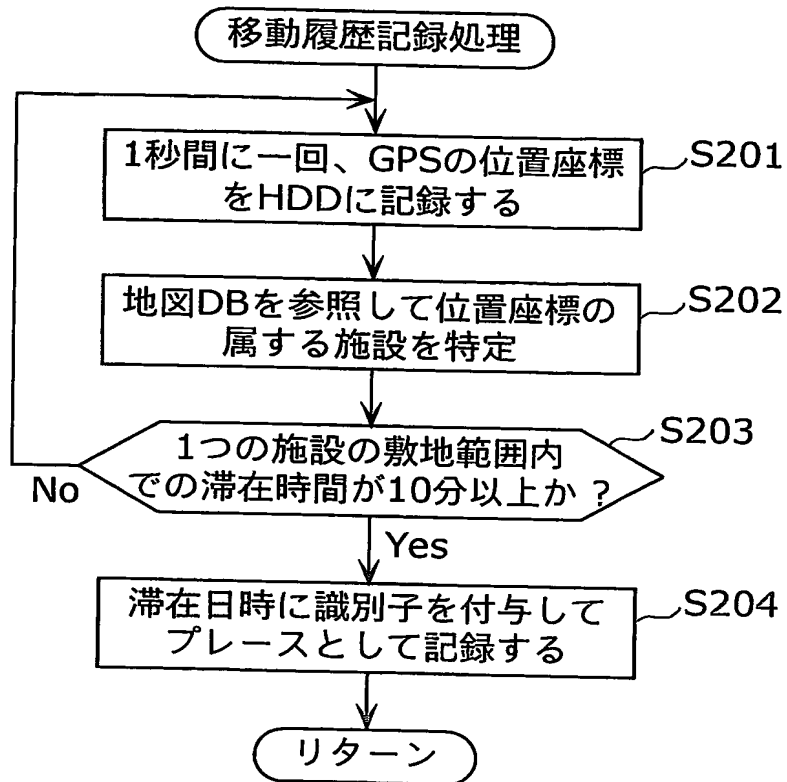 移動履歴記録処理
1秒間に一回、GPSの位置座標
をHDDに記録する
S201
地図DBを参照して位置座標の
属する施設を特定
S202
1つの施設の敷地範囲内
での滞在時間が10分以上か?
S203
No
Yes
滞在日時に識別子を付与して
プレースとして記録する
S204
リターン